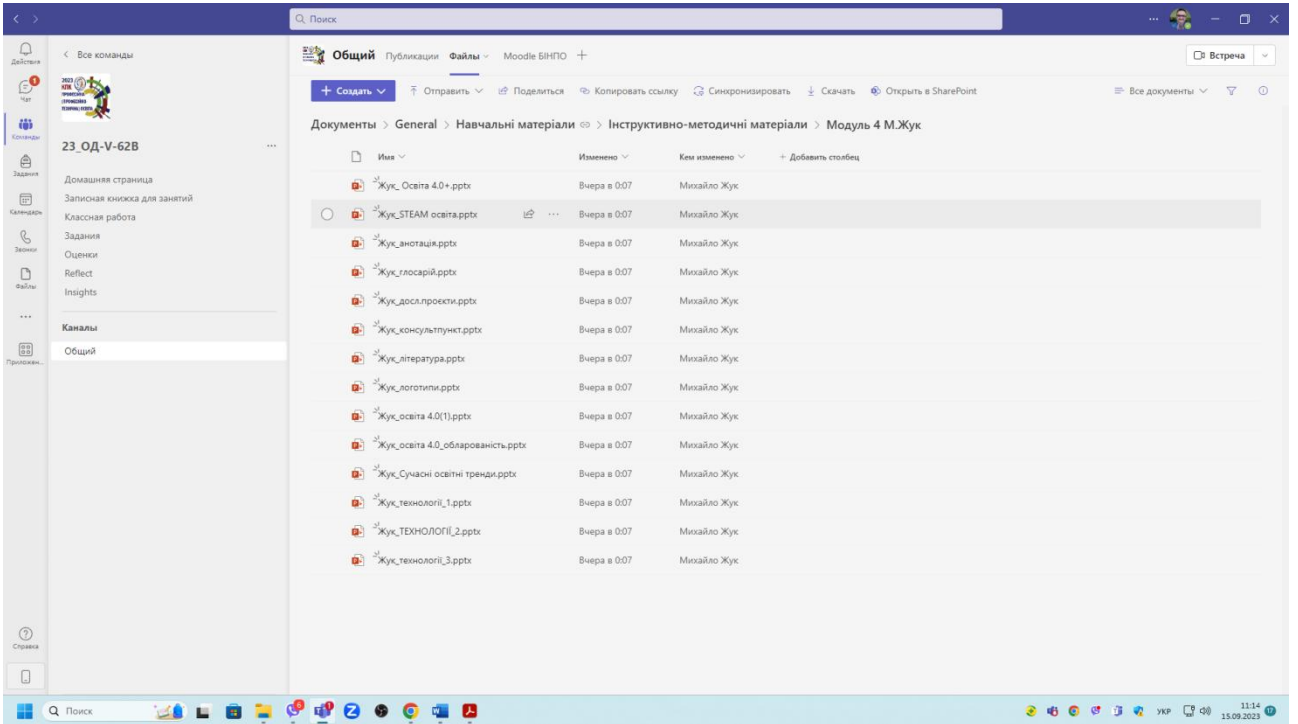 Поиск
Действия
Чат
Команды
Задания
Календарь
Звонки
Файлы
Приложен...
Справка
Все команды
2023
КПК
23_ОД-V-62В
Домашняя страница
Записная книжка для занятий
Классная работа
Задания
Оценки
Reflect
Insights
Каналы
Общий
Общий Публикации Файлы Moodle БІНПО
Встреча
Создать Отправить Поделиться Копировать ссылку Синхронизировать Скачать Открыть в SharePoint Все документы
Документы > General > Навчальні матеріали > Інструктивно-методичні матеріали > Модуль 4 М.Жук
Имя Изменено Кем изменено + Добавить столбец
Жук_ Освіта 4.0+.pptx Вчера в 0:07 Михайло Жук
Жук_STEAM освіта.pptx Вчера в 0:07 Михайло Жук
Жук_анотація.pptx Вчера в 0:07 Михайло Жук
Жук_глосарій.pptx Вчера в 0:07 Михайло Жук
Жук_досл.проєкти.pptx Вчера в 0:07 Михайло Жук
Жук_консультпункт.pptx Вчера в 0:07 Михайло Жук
Жук_література.pptx Вчера в 0:07 Михайло Жук
Жук_логотипи.pptx Вчера в 0:07 Михайло Жук
Жук_освіта 4.0(1).pptx Вчера в 0:07 Михайло Жук
Жук_освіта 4.0_обларованість.pptx Вчера в 0:07 Михайло Жук
Жук_Сучасні освітні тренди.pptx Вчера в 0:07 Михайло Жук
Жук_технології_1.pptx Вчера в 0:07 Михайло Жук
Жук_ТЕХНОЛОГІЇ_2.pptx Вчера в 0:07 Михайло Жук
Жук_технології_3.pptx Вчера в 0:07 Михайло Жук
Поиск
УКР
11:14
15.09.2023